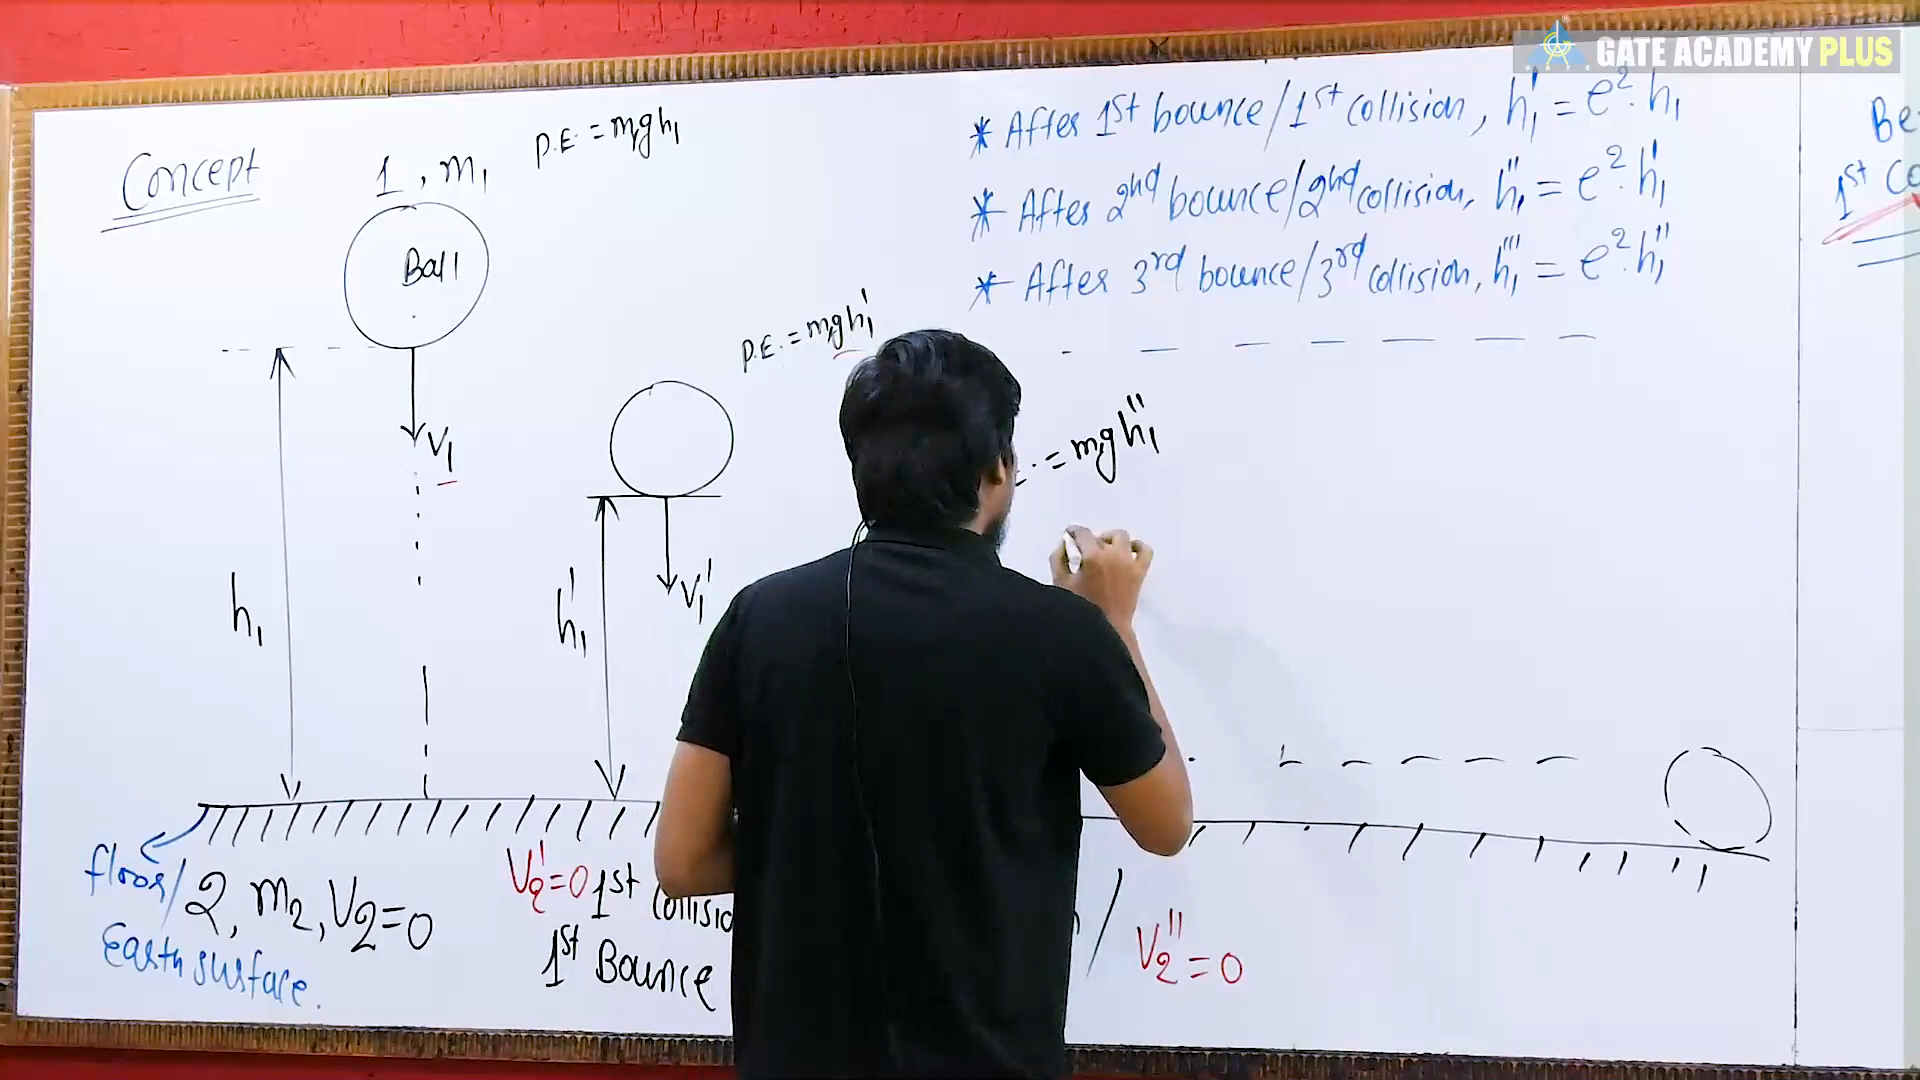 GATE ACADEMY PLUS
Concept
1, m₁
P.E. = mgh₁
Ball
V₁
h₁
P.E. = mgh₁'
V₁'
h₁'
. = mgh₁''
* After 1st bounce/1st collision, h₁' = e². h₁
* After 2nd bounce/2nd collision, h₁'' = e². h₁'
* After 3rd bounce/3rd collision, h₁''' = e². h₁''
Be
1st Co
floor/
2, m₂, V₂=0
Earth surface.
V₂'=0
1st Collisio
1st Bounce
/
V₂''=0